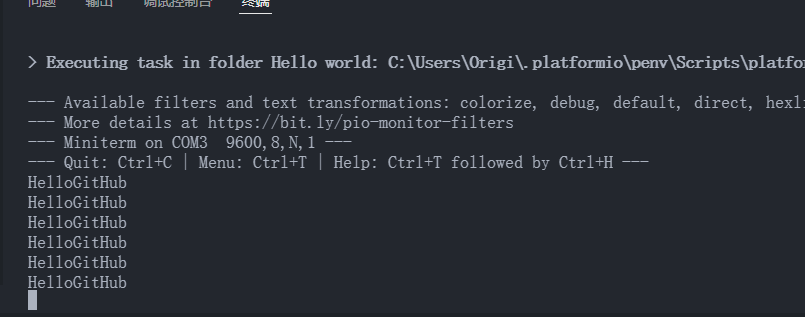 问题 输出 调试控制台 终端
> Executing task in folder Hello world: C:\Users\Origi\.platformio\penv\Scripts\platfor
--- Available filters and text transformations: colorize, debug, default, direct, hexli
--- More details at https://bit.ly/pio-monitor-filters
--- Miniterm on COM3  9600,8,N,1 ---
--- Quit: Ctrl+C | Menu: Ctrl+T | Help: Ctrl+T followed by Ctrl+H ---
HelloGitHub
HelloGitHub
HelloGitHub
HelloGitHub
HelloGitHub
HelloGitHub